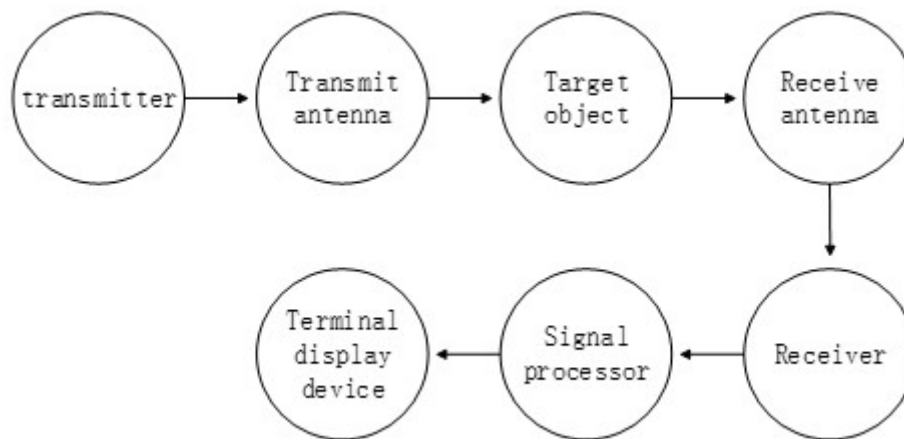 transmitter
Transmit
antenna
Target
object
Receive
antenna
Terminal
display
device
Signal
processor
Receiver